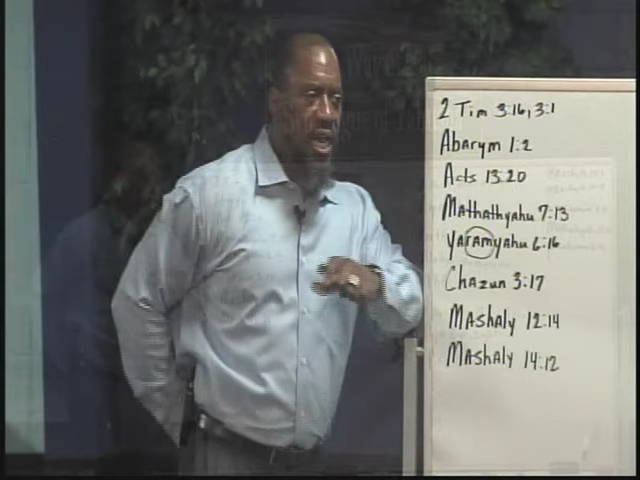 2 Tim 3:16, 3:1
Abarym 1:2
Acts 13:20
Mathathyahu 7:13
Yaramyahu 6:16
Chazun 3:17
Mashaly 12:14
Mashaly 14:12